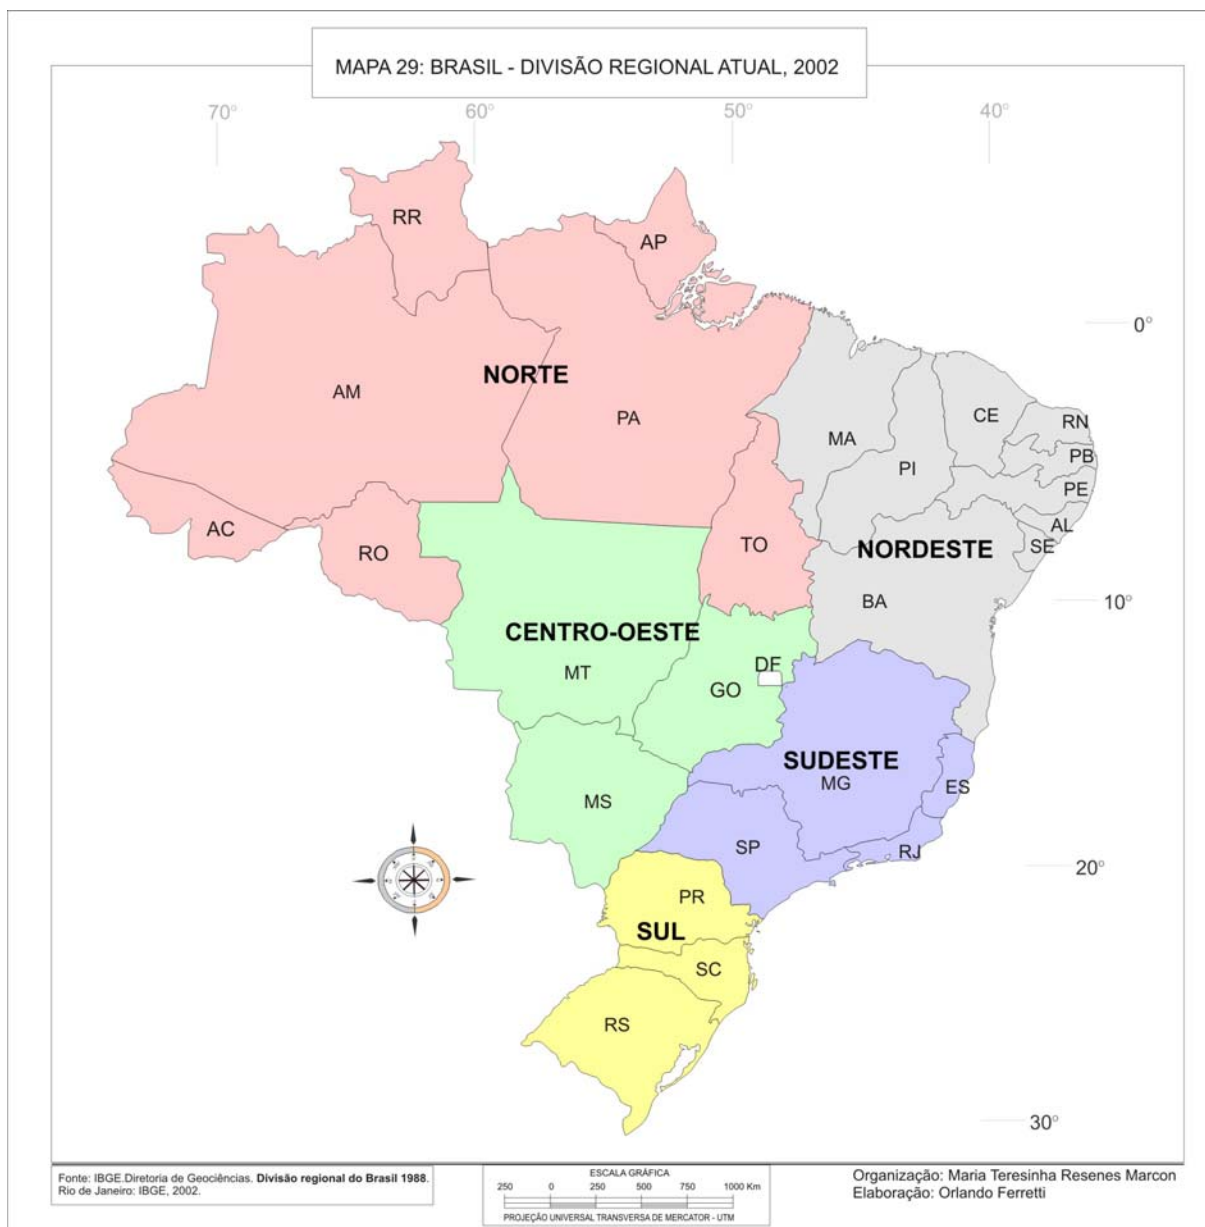 MAPA 29: BRASIL - DIVISÃO REGIONAL ATUAL, 2002
70° 60° 50° 40°
RR
AP
0°
NORTE
AM
PA
CE
RN
MA
PB
PI
PE
AL
AC
RO
TO
SE
NORDESTE
BA
10°
CENTRO-OESTE
MT
DF
GO
SUDESTE
MG
ES
MS
SP
RJ
20°
PR
SUL
SC
RS
30°
Fonte: IBGE.Diretoria de Geociências. Divisão regional do Brasil 1988.
Rio de Janeiro: IBGE, 2002.
ESCALA GRÁFICA
250 0 250 500 750 1000 Km
PROJEÇÃO UNIVERSAL TRANSVERSA DE MERCATOR - UTM
Organização: Maria Teresinha Resenes Marcon
Elaboração: Orlando Ferretti